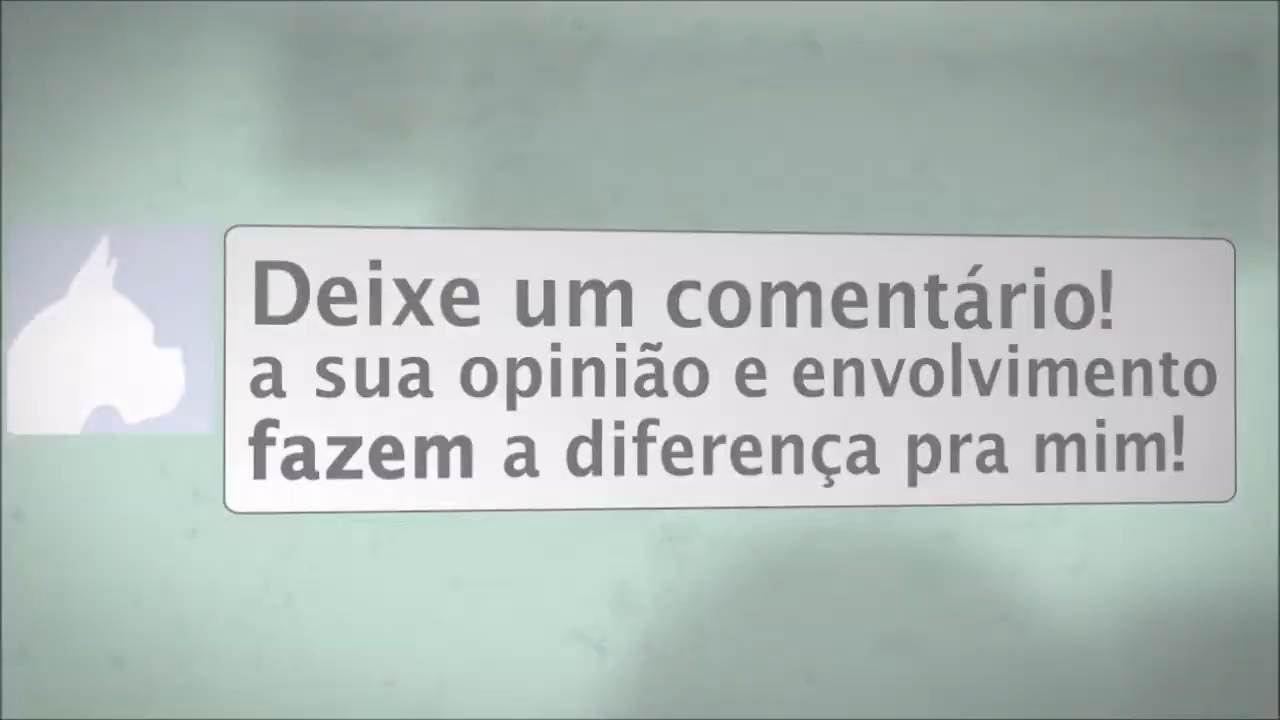 Deixe um comentário!
a sua opinião e envolvimento
fazem a diferença pra mim!